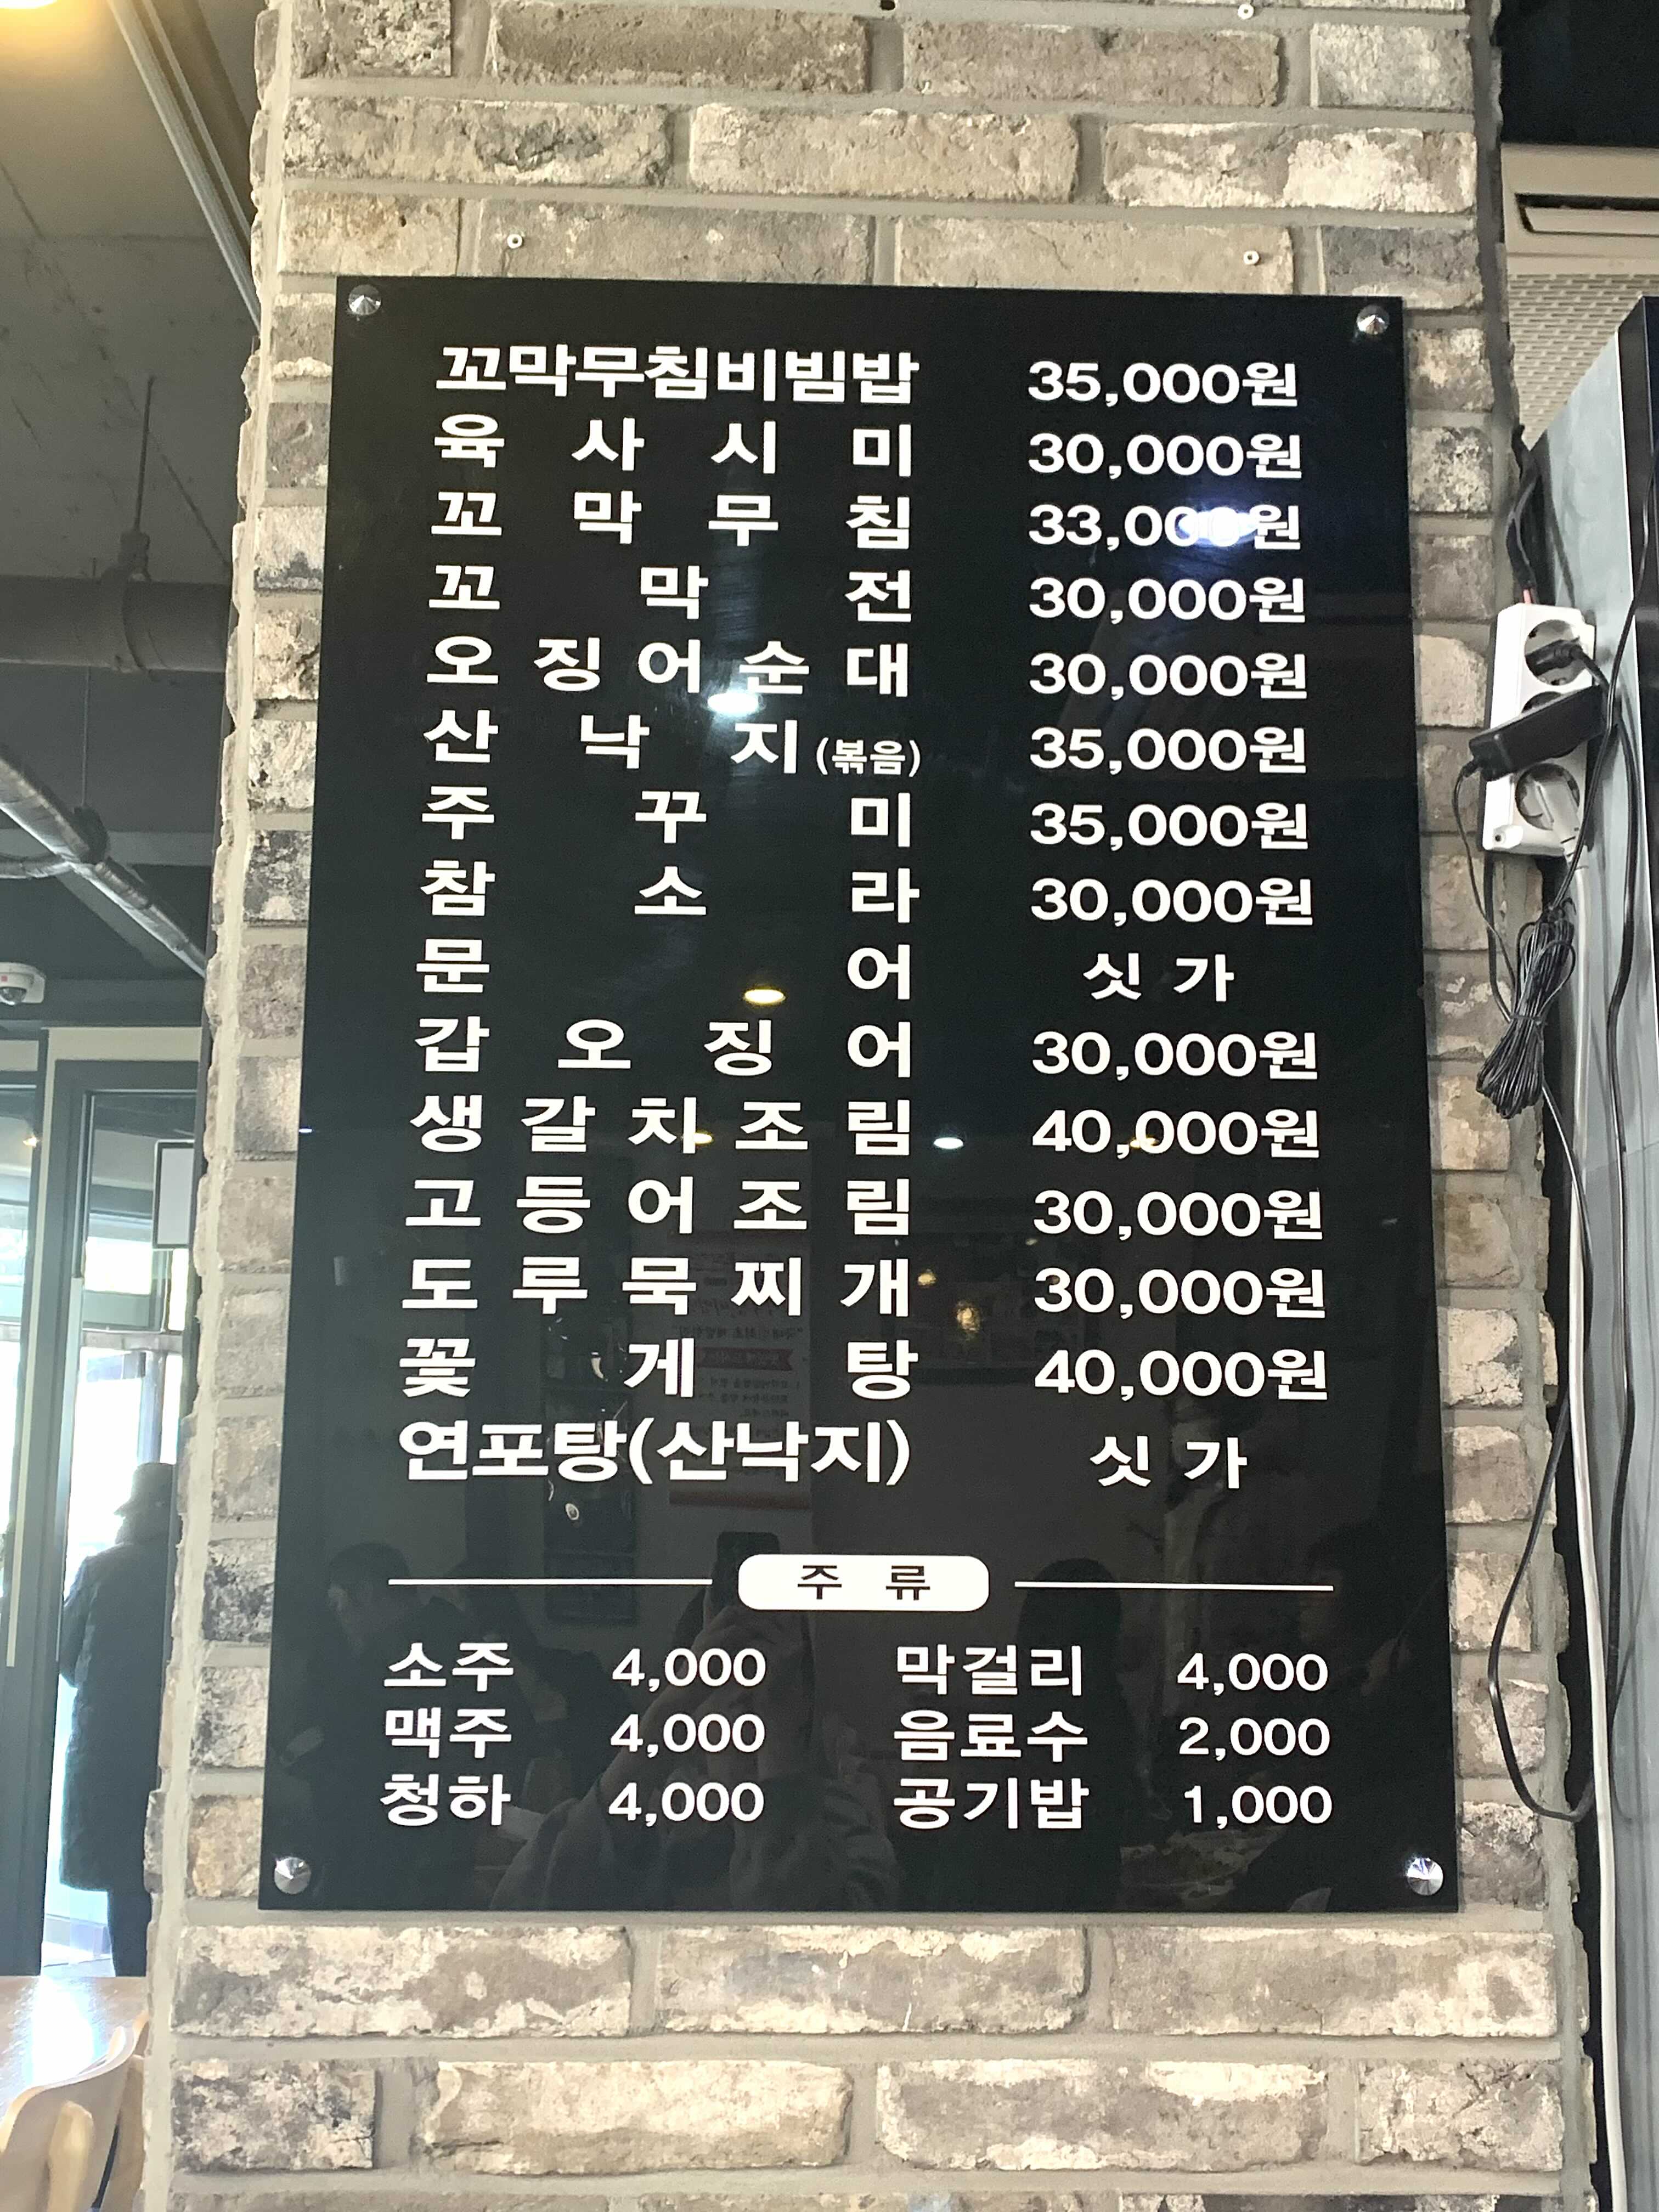 꼬막무침비빔밥 35,000원
육사시미 30,000원
꼬막무침 33,000원
꼬막전 30,000원
오징어순대 30,000원
산낙지(볶음) 35,000원
주꾸미 35,000원
참소라 30,000원
문어 싯가
갑오징어 30,000원
생갈치조림 40,000원
고등어조림 30,000원
도루묵찌개 30,000원
꽃게탕 40,000원
연포탕(산낙지) 싯가
주류
소주 4,000 막걸리 4,000
맥주 4,000 음료수 2,000
청하 4,000 공기밥 1,000